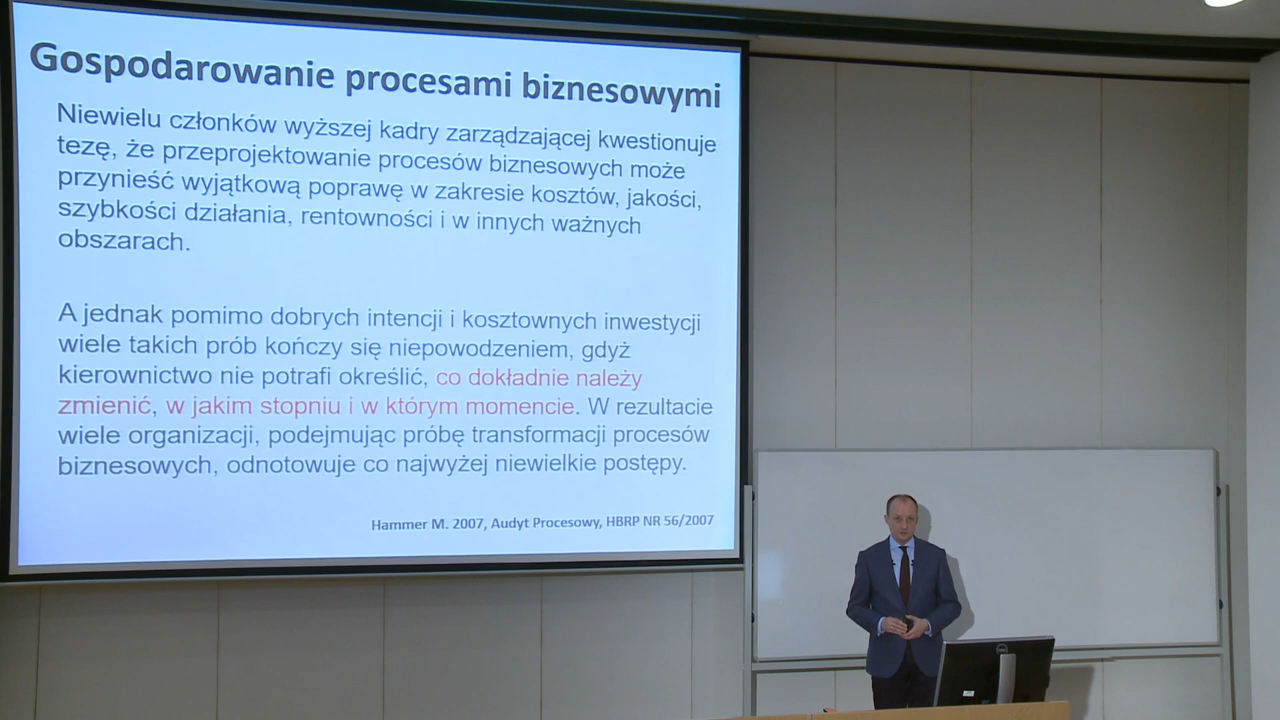 Gospodarowanie procesami biznesowymi
Niewielu członków wyższej kadry zarządzającej kwestionuje
tezę, że przeprojektowanie procesów biznesowych może
przynieść wyjątkową poprawę w zakresie kosztów, jakości,
szybkości działania, rentowności i w innych ważnych
obszarach.
A jednak pomimo dobrych intencji i kosztownych inwestycji
wiele takich prób kończy się niepowodzeniem, gdyż
kierownictwo nie potrafi określić, co dokładnie należy
zmienić, w jakim stopniu i w którym momencie. W rezultacie
wiele organizacji, podejmując próbę transformacji procesów
biznesowych, odnotowuje co najwyżej niewielkie postępy.
Hammer M. 2007, Audyt Procesowy, HBRP NR 56/2007
DELL